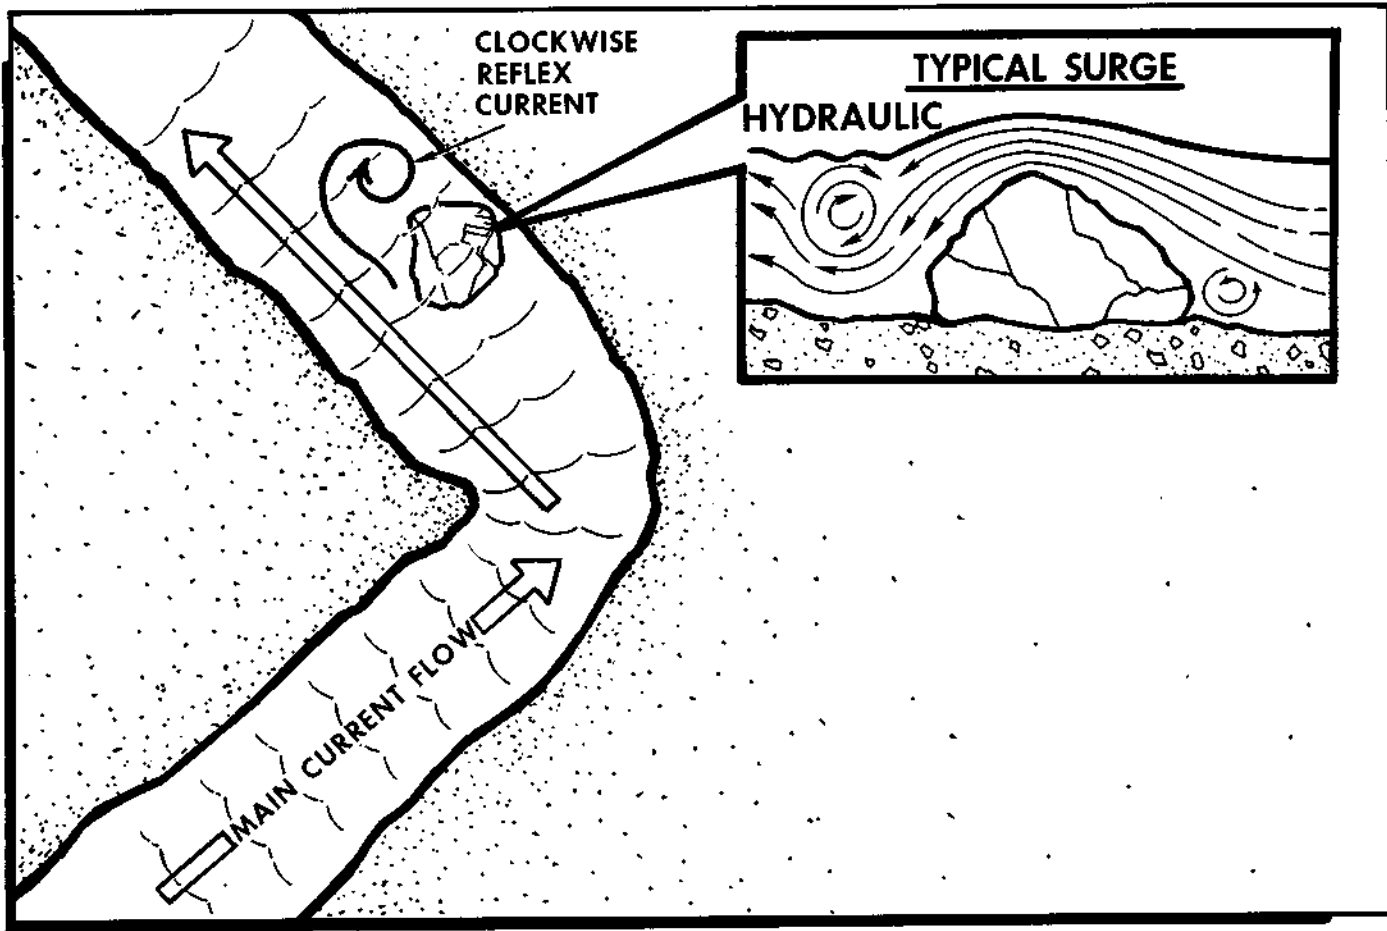 CLOCKWISE
REFLEX
CURRENT
TYPICAL SURGE
HYDRAULIC
MAIN CURRENT FLOW